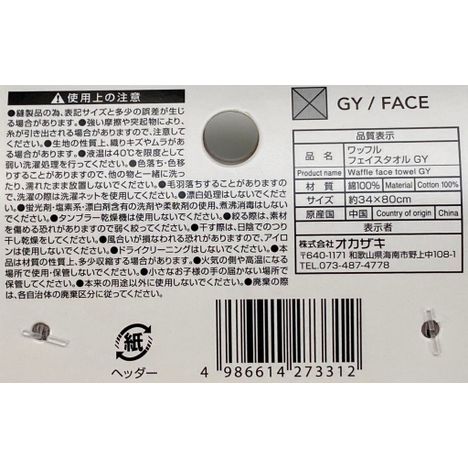 ⚠使用上の注意
●縫製品の為、表記サイズと多少の誤差が生じ
る場合があります。●強い摩擦や突起物により、
糸が引き出される場合がありますので、注意して
ください。●生地の性質上、織りキズやムラがある
場合があります。●液温は40℃を限度として、
弱い洗濯処理を行ってください。●色落ち・色移
りすることがありますので、他の物と一緒に洗っ
たり、濡れたまま放置しないでください。●毛羽落ちすることがありますの
で、洗濯の際は洗濯ネットを使用してください。●漂白処理はしないでくださ
い。●蛍光剤・塩素系・漂白剤含有の洗剤や柔軟剤の使用、煮沸消毒はしない
でください。●タンブラー乾燥機は使用しないでください。●絞る際は、素材
を傷める恐れがありますので弱く絞ってください。●干す際は、日陰でのつり
干し乾燥をしてください。●風合いが損なわれる恐れがありますので、アイロ
ンは使用しないでください。●ドライクリーニングはしないでください。●本
品は材質の性質上、多少収縮する場合があります。●火気の側や高温になる
場所で使用・保管しないでください。●小さなお子様の手の届かない場所で
保管してください。●本来の用途以外に使用しないでください。●廃棄の際
は、各自治体の廃棄区分に従ってください。
GY / FACE
品質表示
品名 ワッフル フェイスタオル GY
Product name Waffle face towel GY
材質 綿100% Material Cotton 100%
サイズ 約34×80cm
原産国 中国 Country of origin China
表示者
株式会社 オカザキ
〒640-1171 和歌山県海南市野上中108-1
TEL.073-487-4778
紙
ヘッダー
4 986614 273312